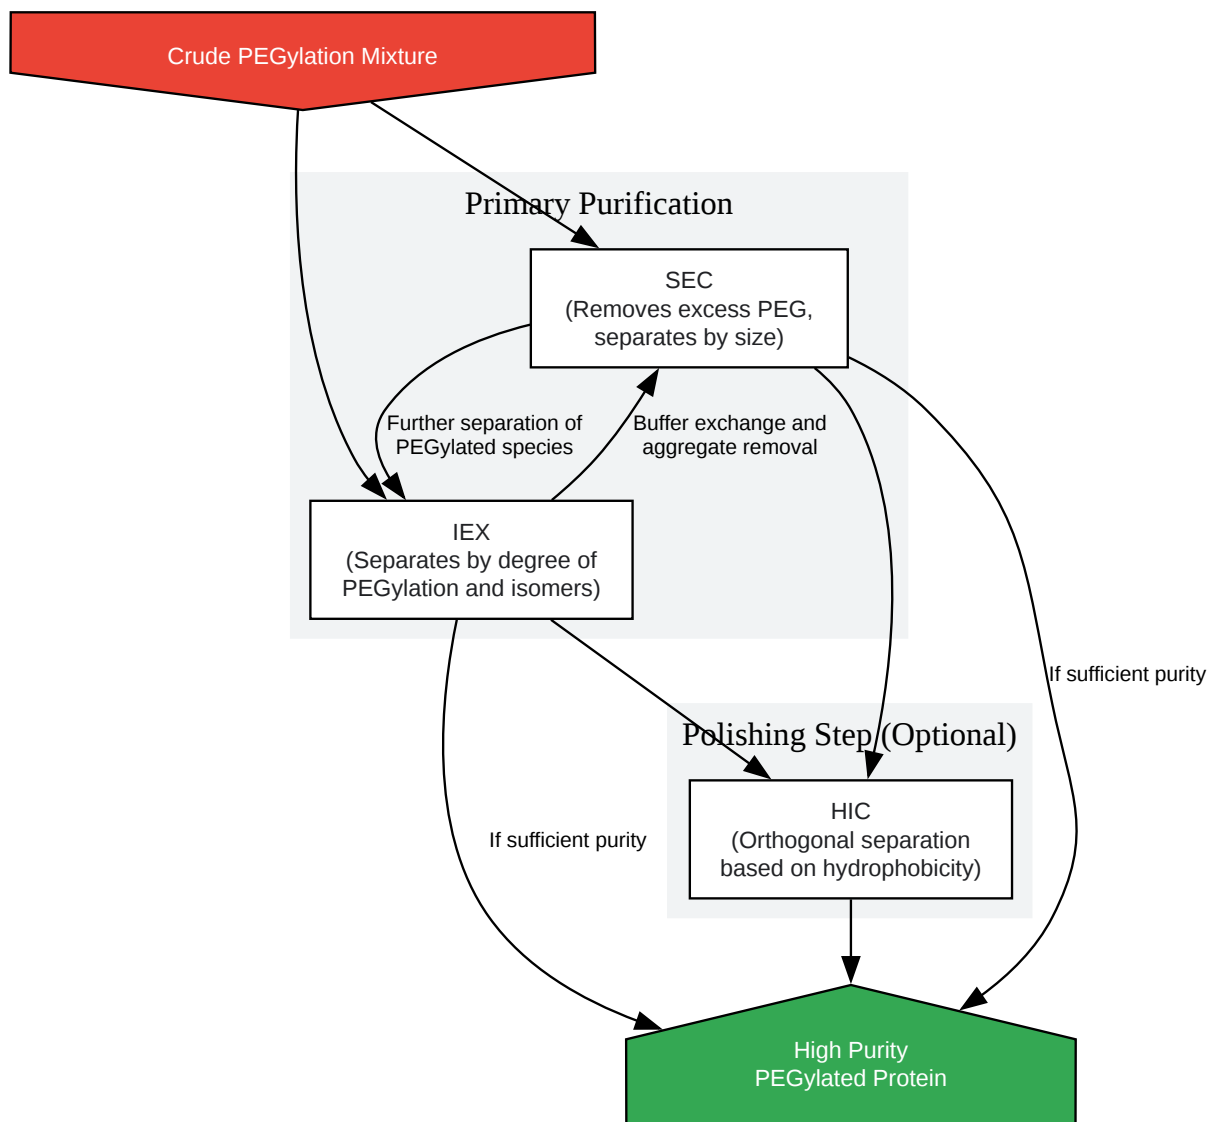 Crude PEGylation Mixture
Primary Purification
SEC
(Removes excess PEG,
separates by size)
Further separation of
PEGylated species
Buffer exchange and
aggregate removal
IEX
(Separates by degree of
PEGylation and isomers)
If sufficient purity
Polishing Step (Optional)
HIC
(Orthogonal separation
based on hydrophobicity)
If sufficient purity
High Purity
PEGylated Protein